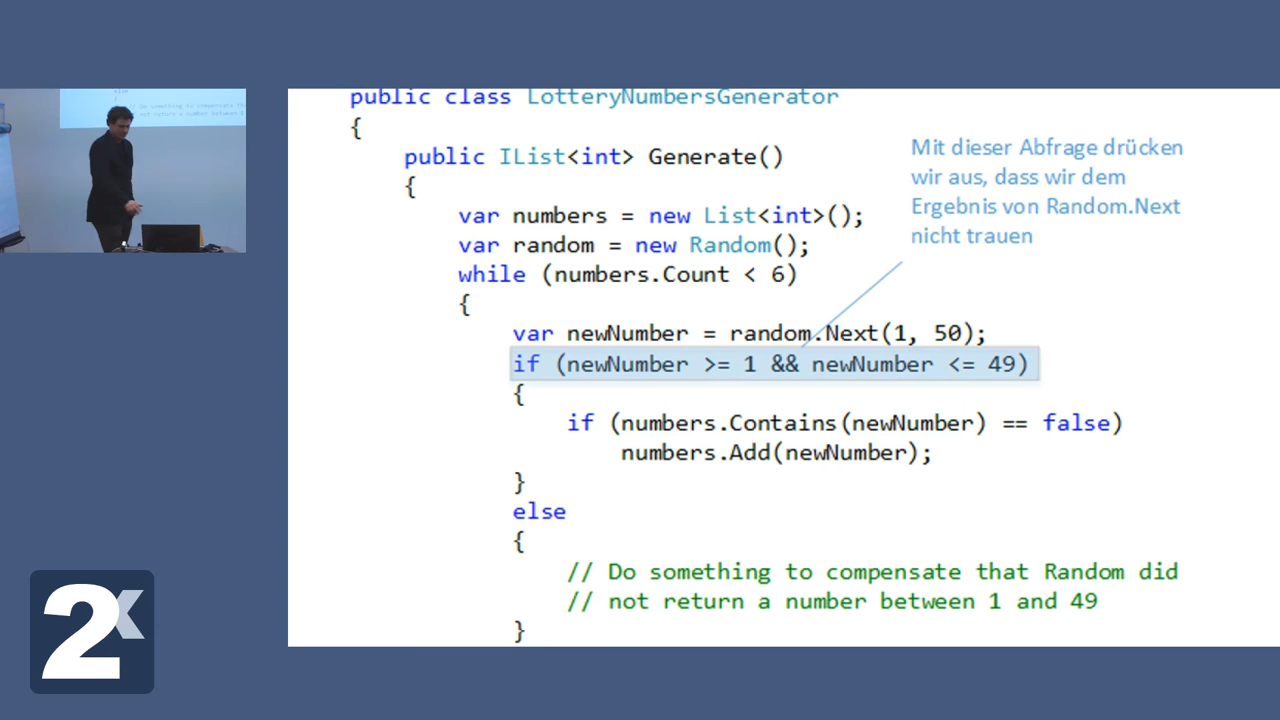 public class LotteryNumbersGenerator
{
public IList<int> Generate()
{
var numbers = new List<int>();
var random = new Random();
while (numbers.Count < 6)
{
var newNumber = random.Next(1, 50);
if (newNumber >= 1 && newNumber <= 49)
{
if (numbers.Contains(newNumber) == false)
numbers.Add(newNumber);
}
else
{
// Do something to compensate that Random did
// not return a number between 1 and 49
}
Mit dieser Abfrage drücken
wir aus, dass wir dem
Ergebnis von Random.Next
nicht trauen
2x